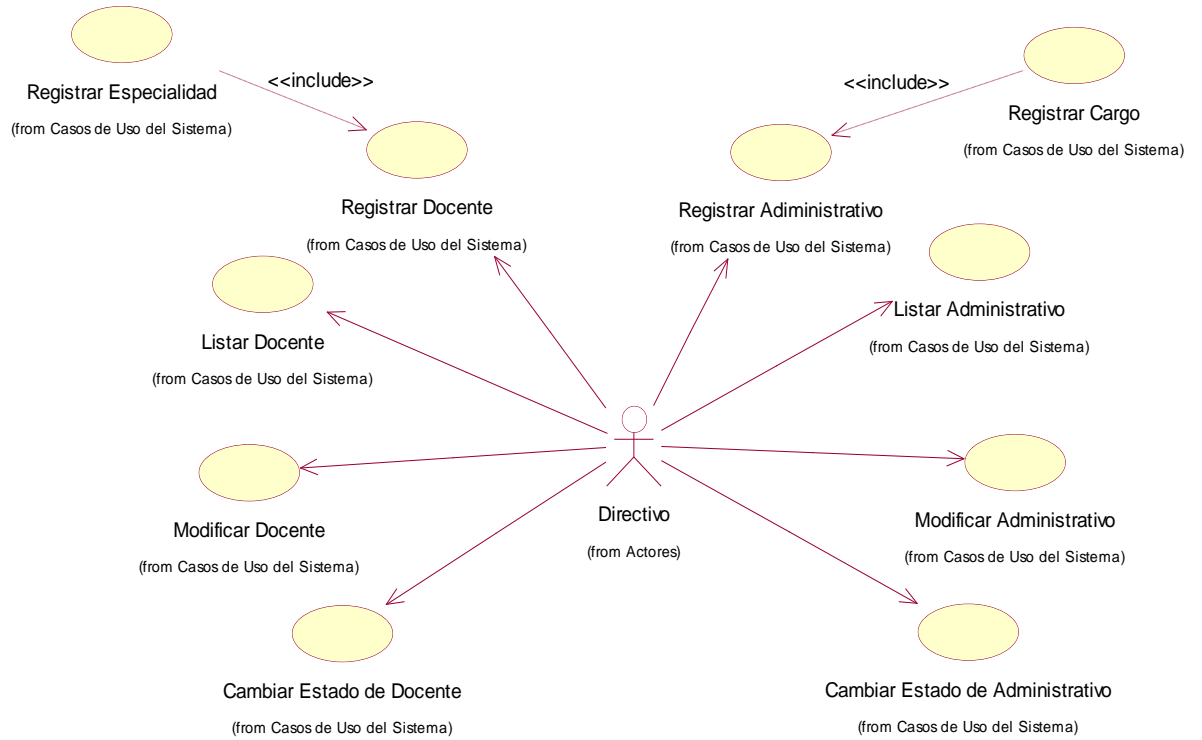 <<include>>
Registrar Especialidad
(from Casos de Uso del Sistema)
<<include>>
Registrar Cargo
(from Casos de Uso del Sistema)
Registrar Docente
(from Casos de Uso del Sistema)
Registrar Adiministrativo
(from Casos de Uso del Sistema)
Listar Docente
(from Casos de Uso del Sistema)
Listar Administrativo
(from Casos de Uso del Sistema)
Modificar Docente
(from Casos de Uso del Sistema)
Directivo
(from Actores)
Modificar Administrativo
(from Casos de Uso del Sistema)
Cambiar Estado de Docente
(from Casos de Uso del Sistema)
Cambiar Estado de Administrativo
(from Casos de Uso del Sistema)